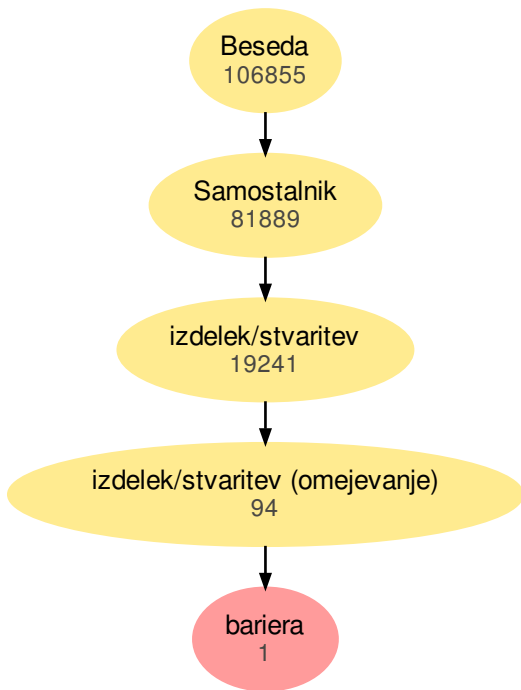 Beseda
106855
Samostalnik
81889
izdelek/stvaritev
19241
izdelek/stvaritev (omejevanje)
94
bariera
1